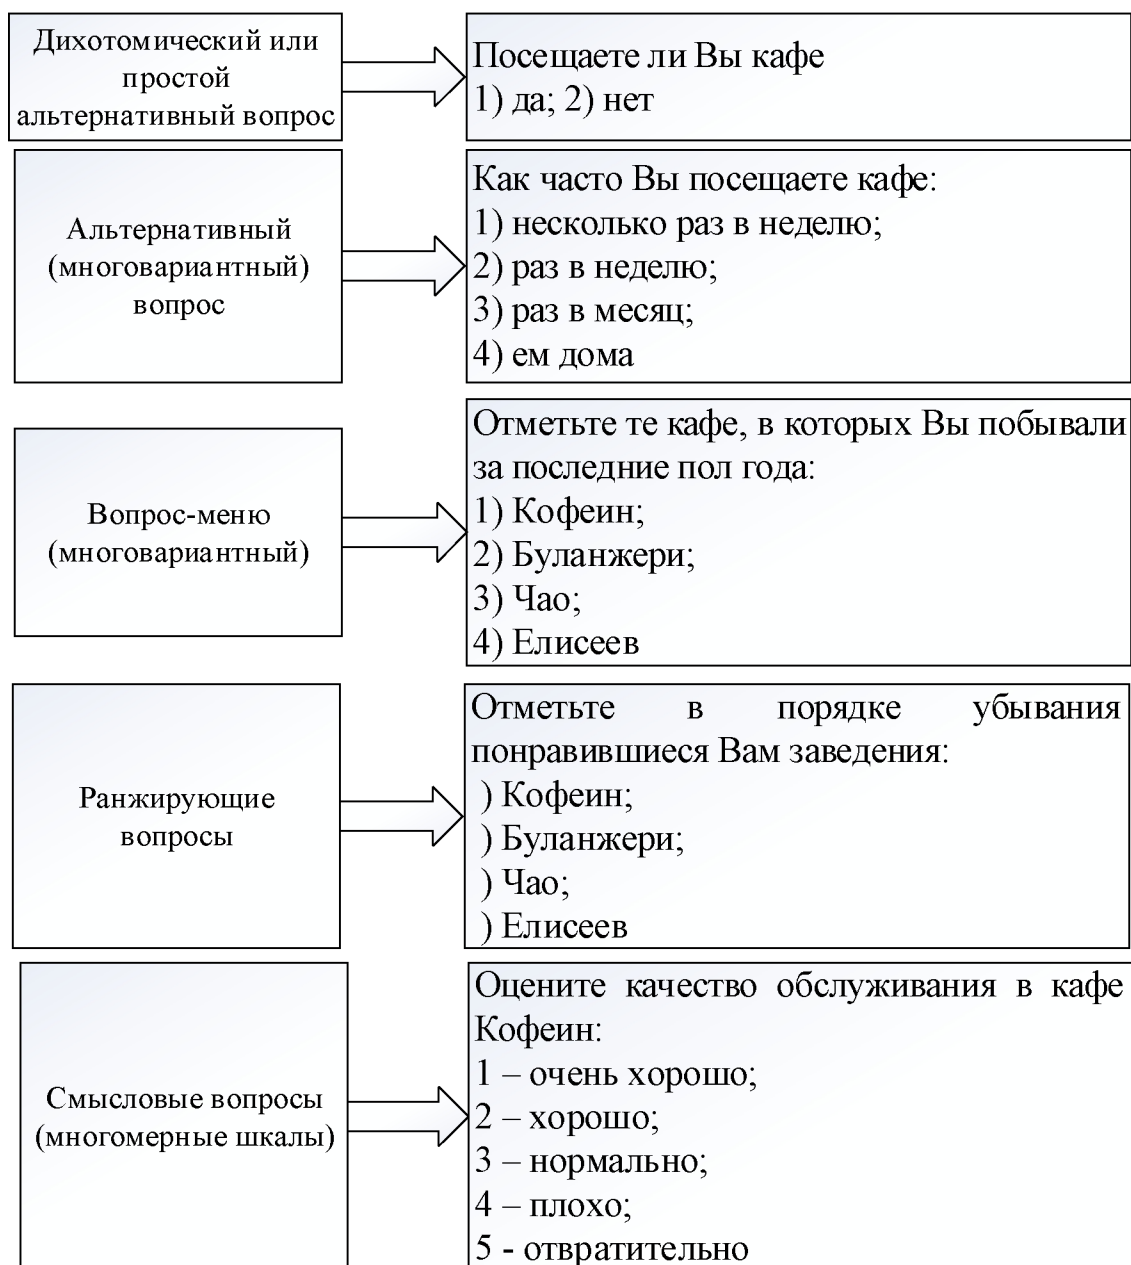 Дихотомический или
простой
альтернативный вопрос
Посещаете ли Вы кафе
1) да; 2) нет
Альтернативный
(многовариантный)
вопрос
Как часто Вы посещаете кафе:
1) несколько раз в неделю;
2) раз в неделю;
3) раз в месяц;
4) ем дома
Вопрос-меню
(многовариантный)
Отметьте те кафе, в которых Вы побывали
за последние пол года:
1) Кофеин;
2) Буланжери;
3) Чао;
4) Елисеев
Ранжирующие
вопросы
Отметьте в порядке убывания
понравившиеся Вам заведения:
) Кофеин;
) Буланжери;
) Чао;
) Елисеев
Смысловые вопросы
(многомерные шкалы)
Оцените качество обслуживания в кафе
Кофеин:
1 – очень хорошо;
2 – хорошо;
3 – нормально;
4 – плохо;
5 - отвратительно